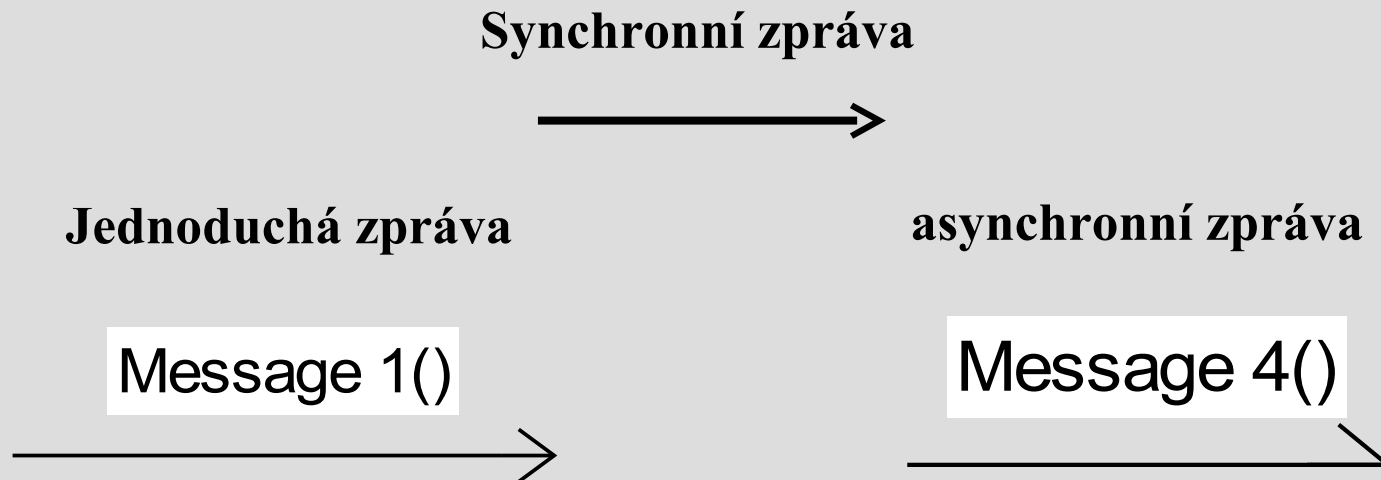 Synchronní zpráva
Jednoduchá zpráva
asynchronní zpráva
Message 1()
Message 4()